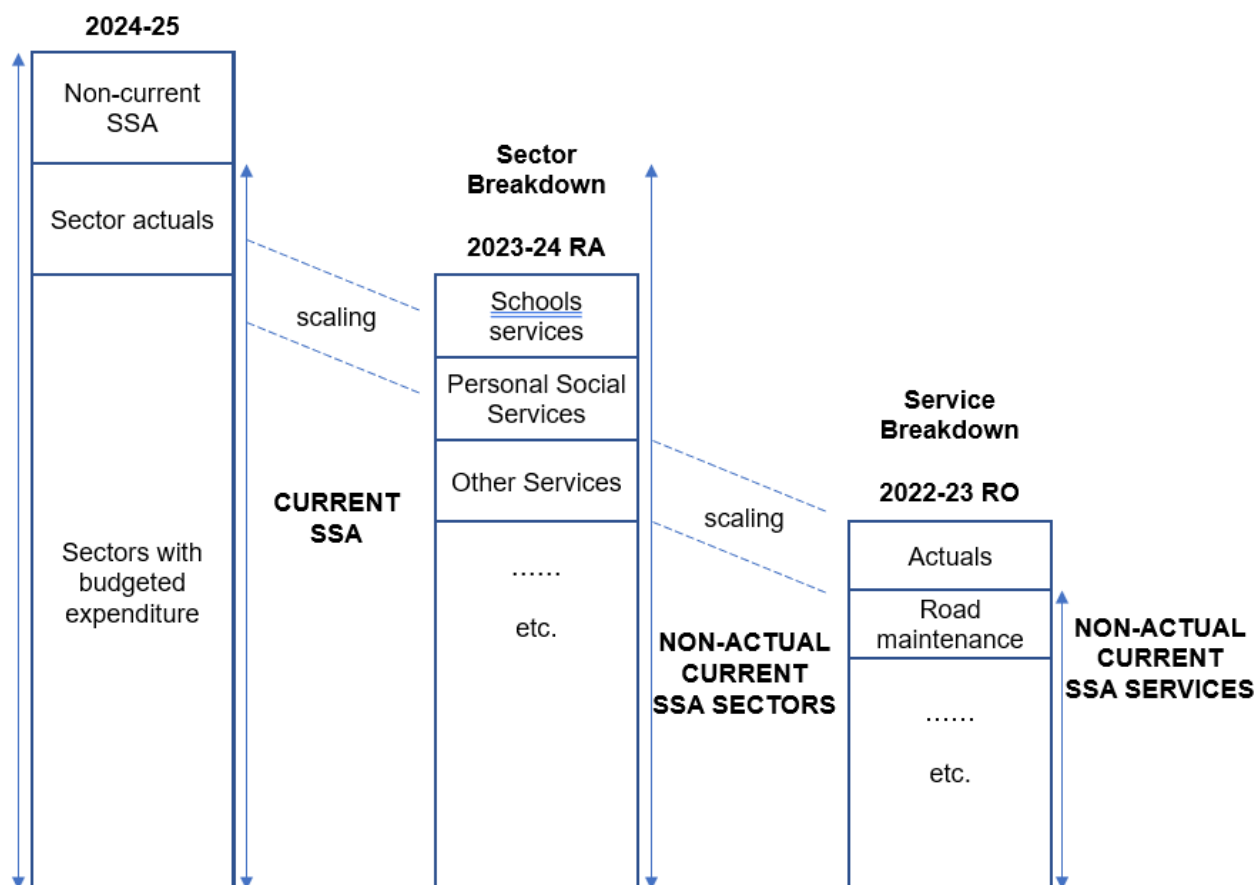 2024-25
Non-current
SSA
Sector actuals
Sectors with
budgeted
expenditure
CURRENT
SSA
scaling
Sector
Breakdown
2023-24 RA
Schools
services
Personal Social
Services
Other Services
……
etc.
NON-ACTUAL
CURRENT
SSA SECTORS
scaling
Service
Breakdown
2022-23 RO
Actuals
Road
maintenance
……
etc.
NON-ACTUAL
CURRENT
SSA SERVICES